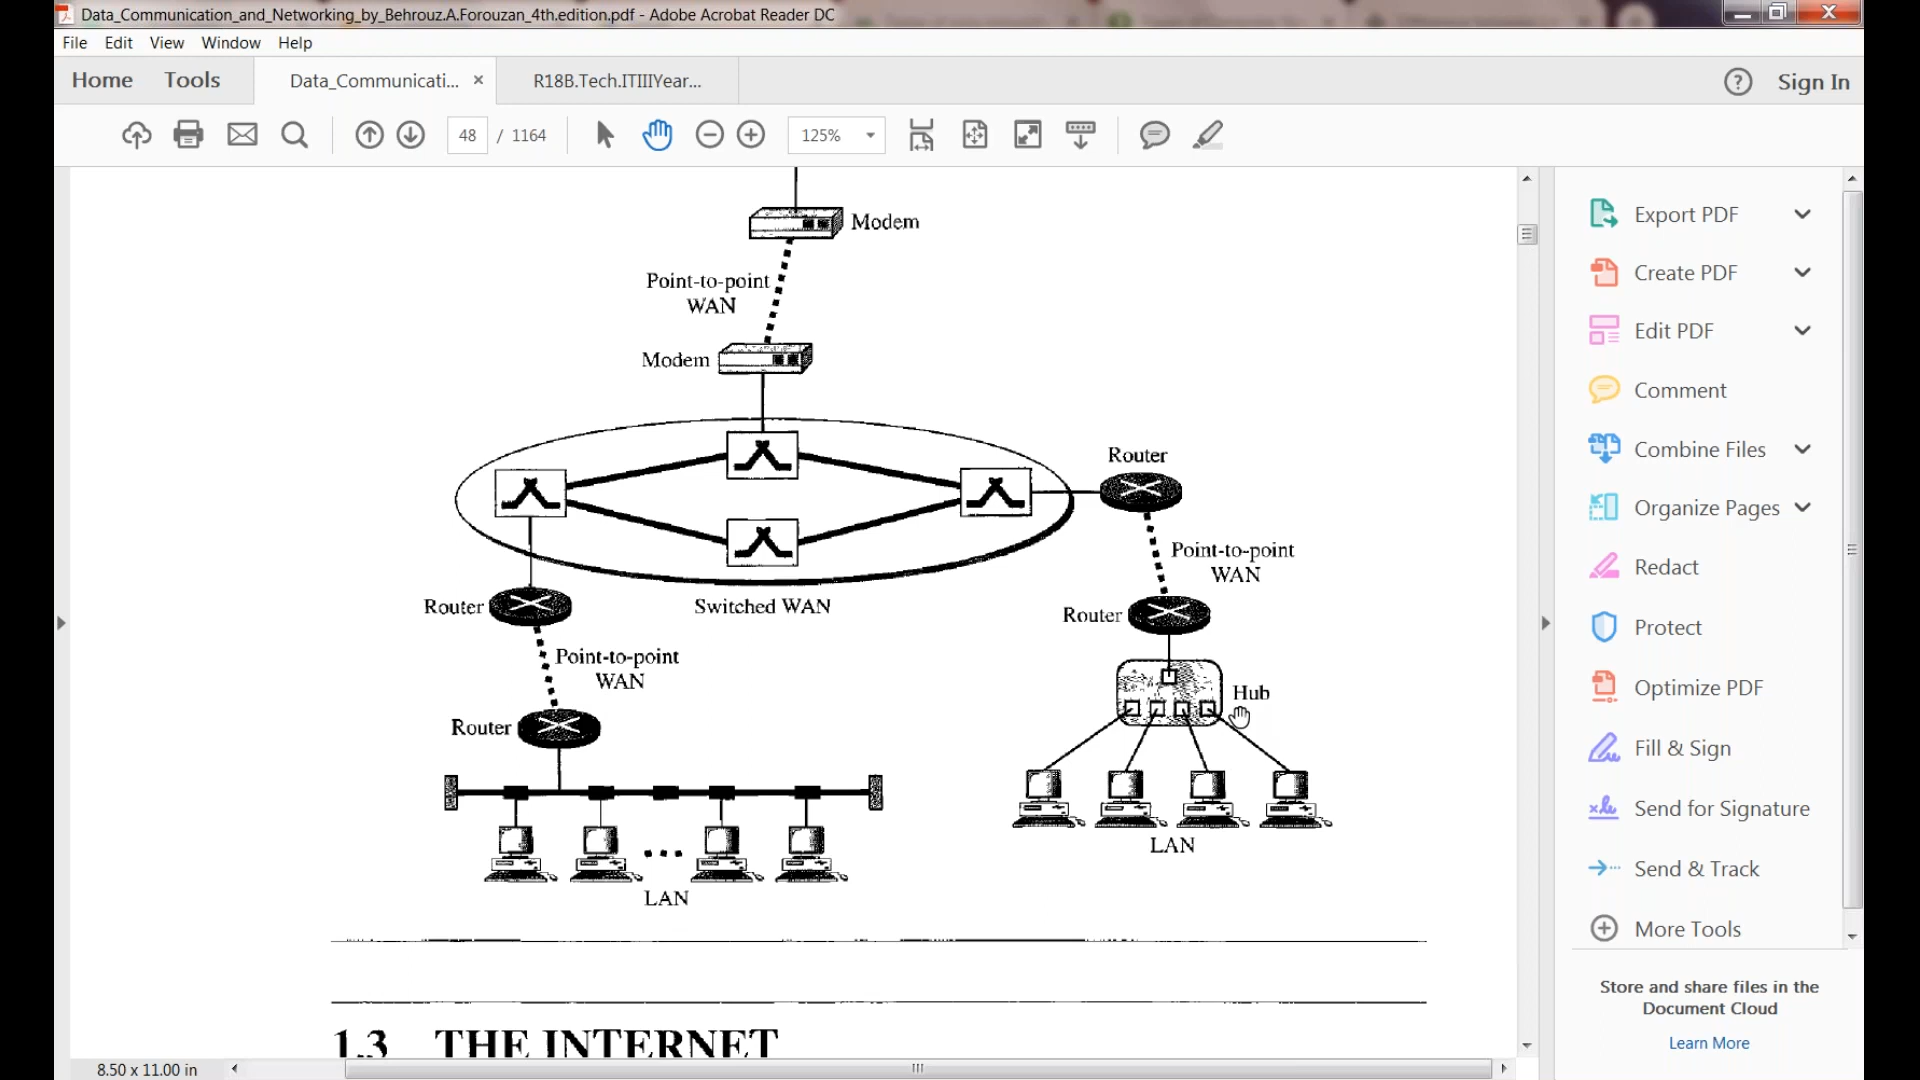 Data_Communication_and_Networking_by_Behrouz.A.Forouzan_4th.edition.pdf - Adobe Acrobat Reader DC
File Edit View Window Help
Home Tools Data_Communicati... × R18B.Tech.ITIIIYear... ? Sign In
48 / 1164 125%
Modem
Point-to-point
WAN
Modem
Router
Point-to-point
WAN
Router
Switched WAN
Router
Point-to-point
WAN
Hub
Router
LAN
LAN
1.3 THE INTERNET
8.50 x 11.00 in
Export PDF
Create PDF
Edit PDF
Comment
Combine Files
Organize Pages
Redact
Protect
Optimize PDF
Fill & Sign
Send for Signature
Send & Track
More Tools
Store and share files in the
Document Cloud
Learn More